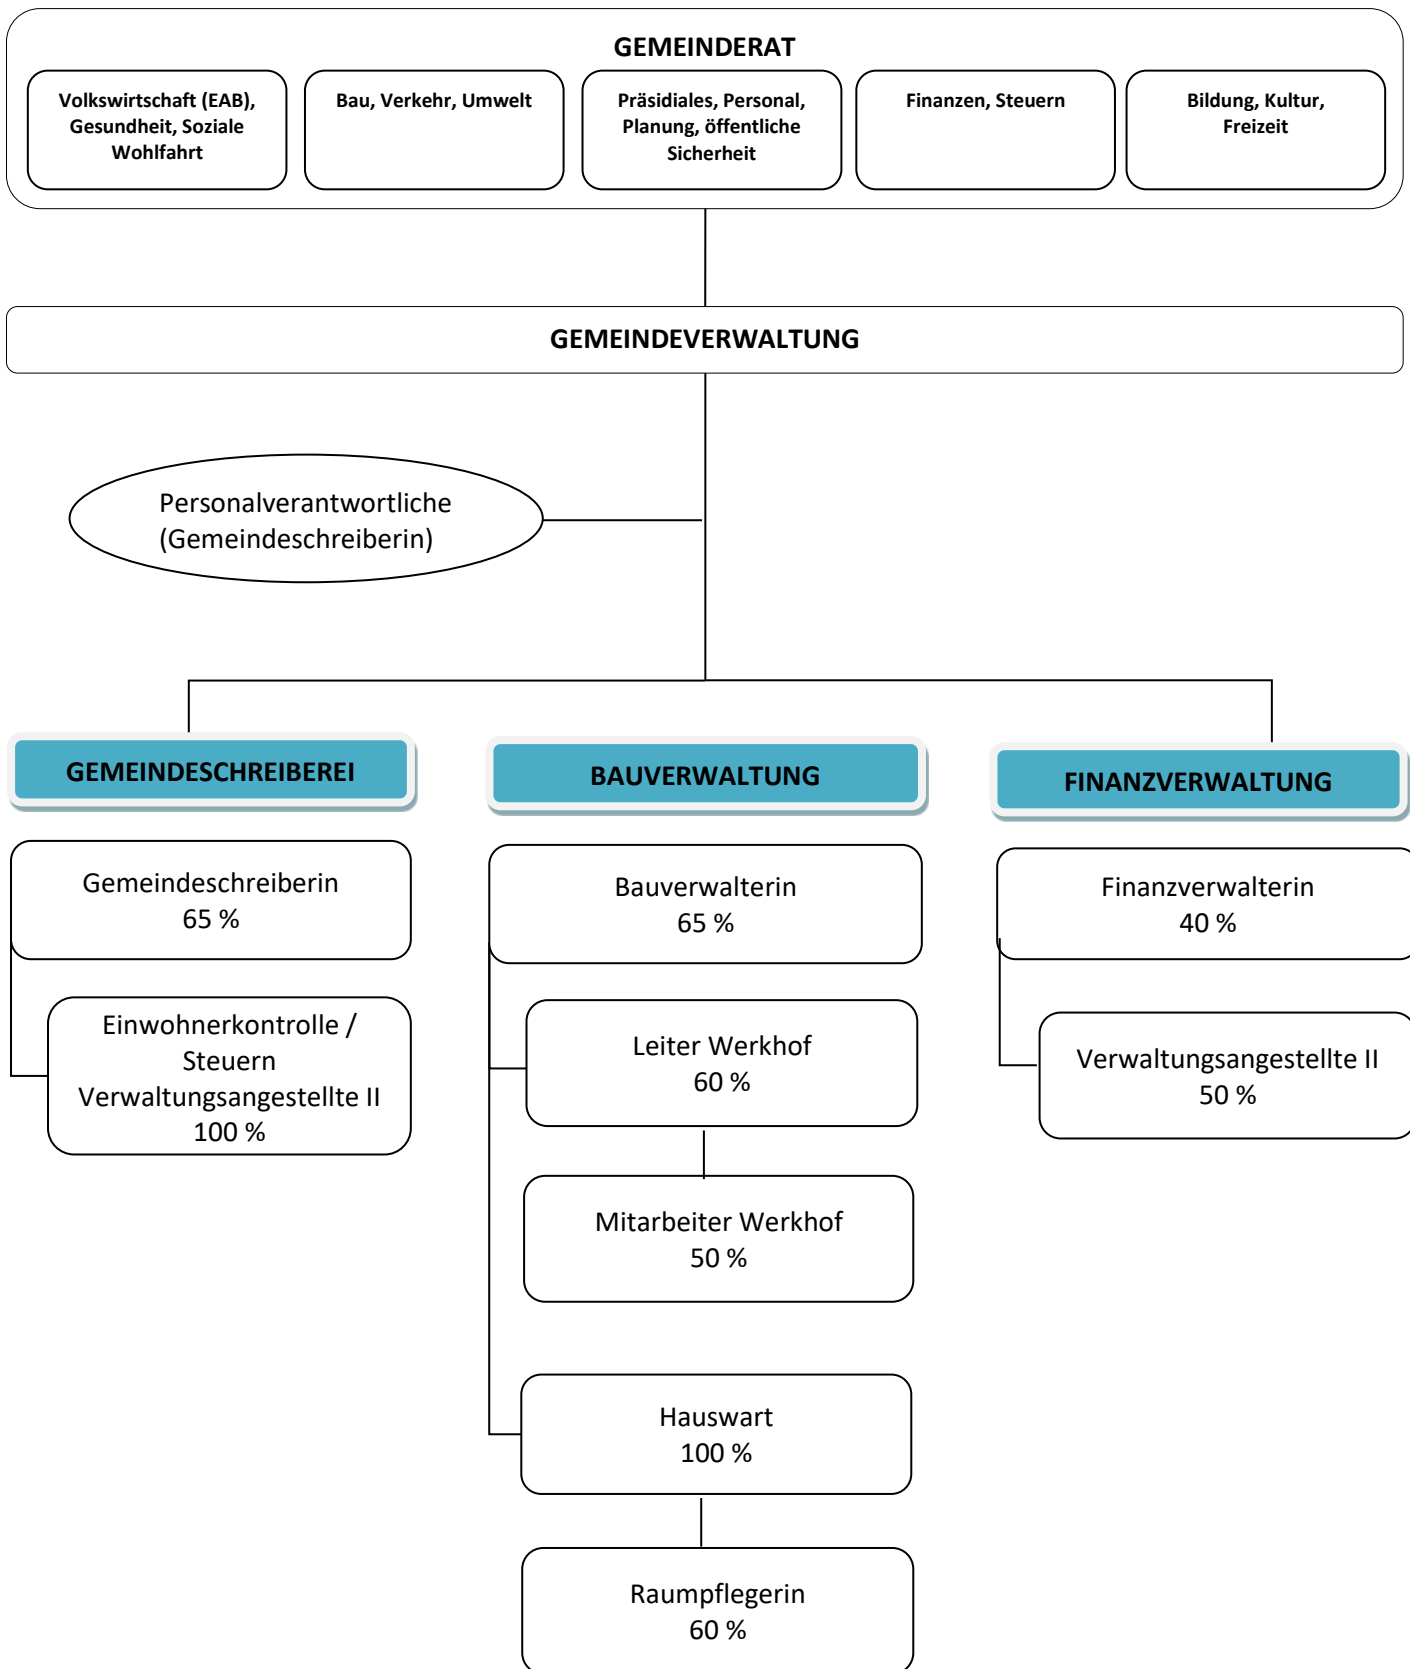 GEMEINDERAT
Volkswirtschaft (EAB),
Gesundheit, Soziale
Wohlfahrt
Bau, Verkehr, Umwelt
Präsidiales, Personal,
Planung, öffentliche
Sicherheit
Finanzen, Steuern
Bildung, Kultur,
Freizeit
GEMEINDEVERWALTUNG
Personalverantwortliche
(Gemeindeschreiberin)
GEMEINDESCHREIBEREI
Gemeindeschreiberin
65 %
Einwohnerkontrolle /
Steuern
Verwaltungsangestellte II
100 %
BAUVERWALTUNG
Bauverwalterin
65 %
Leiter Werkhof
60 %
Mitarbeiter Werkhof
50 %
Hauswart
100 %
Raumpflegerin
60 %
FINANZVERWALTUNG
Finanzverwalterin
40 %
Verwaltungsangestellte II
50 %